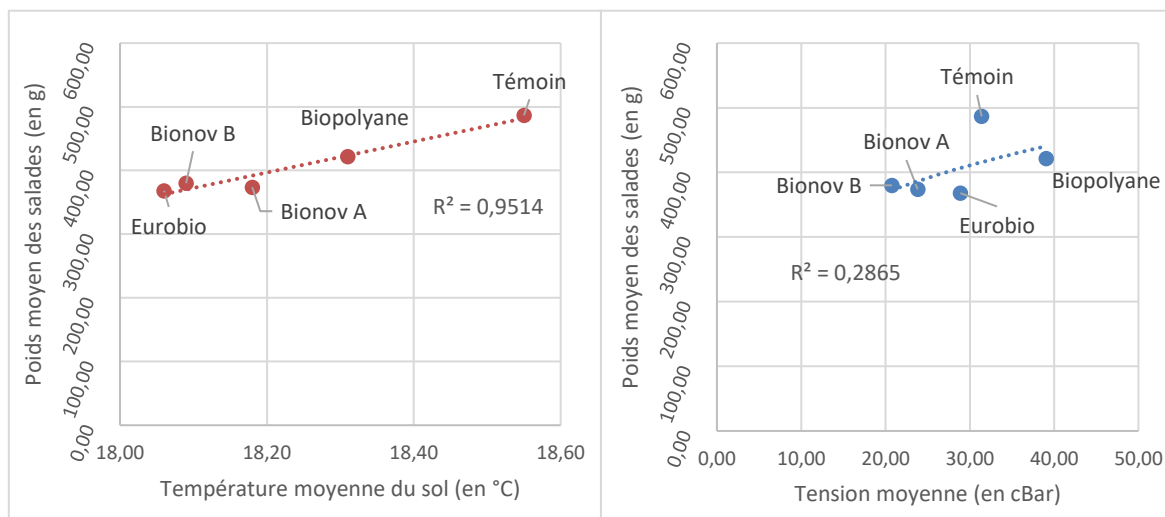 Poids moyen des salades (en g)
600,00
500,00
400,00
300,00
200,00
100,00
0,00
Témoin
Biopolyane
Bionov B
Bionov A
Eurobio
R² = 0,9514
18,00 18,20 18,40 18,60
Température moyenne du sol (en °C)
Poids moyen des salades (en g)
600,00
500,00
400,00
300,00
200,00
100,00
0,00
Témoin
Bionov A
Bionov B
Biopolyane
Eurobio
R² = 0,2865
0,00 10,00 20,00 30,00 40,00 50,00
Tension moyenne (en cBar)